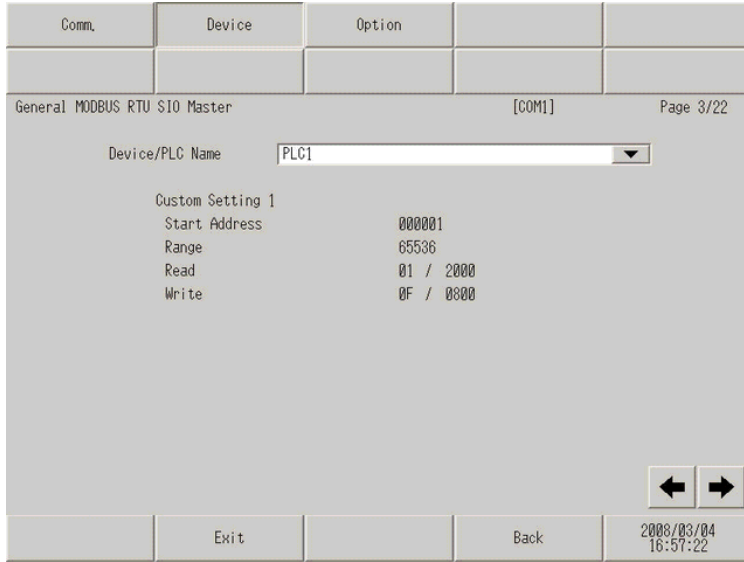 Comm. Device Option
General MODBUS RTU SIO Master [COM1] Page 3/22
Device/PLC Name PLC1
Custom Setting 1
Start Address 000001
Range 65536
Read 01 / 2000
Write 0F / 0800
Exit Back 2008/03/04
16:57:22